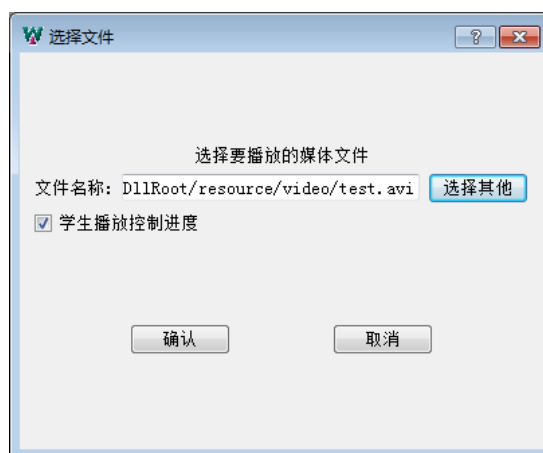 选择文件
选择要播放的媒体文件
文件名称: DllRoot/resource/video/test.avi 选择其他
学生播放控制进度
确认 取消